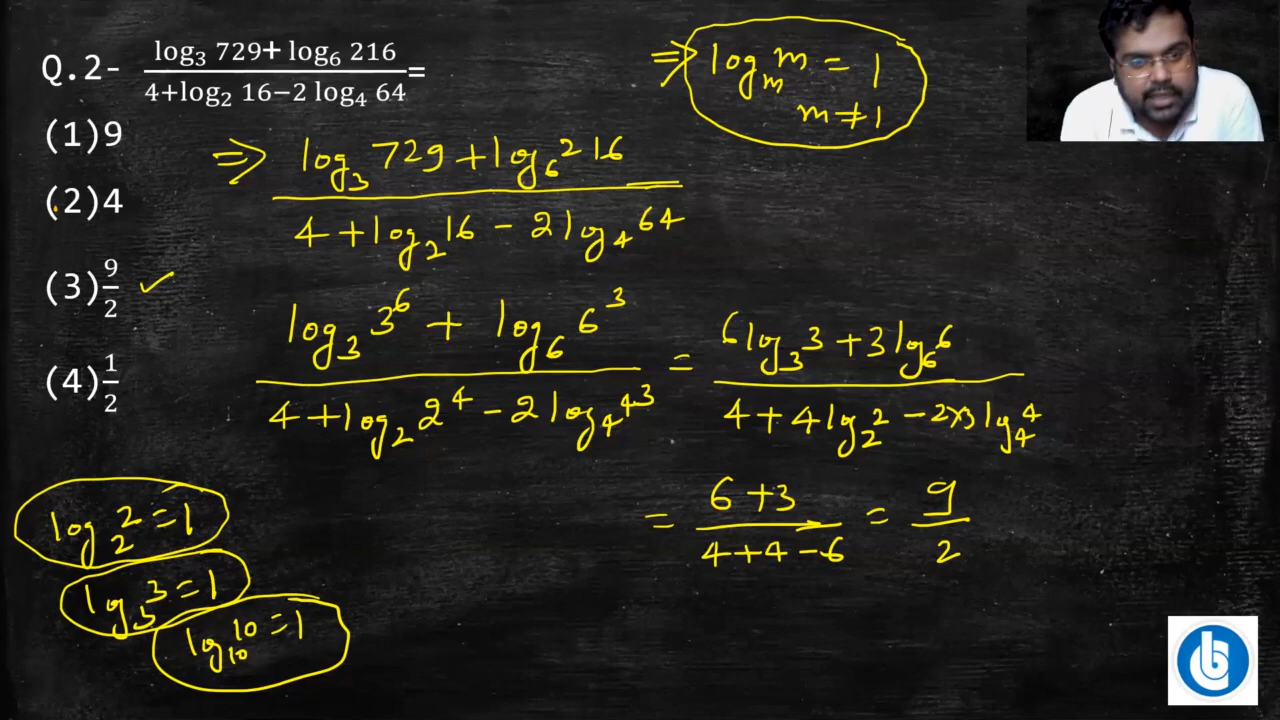 Q.2- (log₃ 729+ log₆ 216)/(4+log₂ 16−2 log₄ 64)=
(1)9
(2)4
(3)9/2 ✓
(4)1/2
⇒ logₘ m = 1
m ≠ 1
⇒ (log₃ 729 + log₆ 216)/(4 + log₂ 16 − 2 log₄ 64)
(log₃ 3⁶ + log₆ 6³)/(4 + log₂ 2⁴ − 2 log₄ 4³) = (6 log₃ 3 + 3 log₆ 6)/(4 + 4 log₂ 2 − 2×3 log₄ 4)
= (6 + 3)/(4 + 4 − 6) = 9/2
log₂ 2 = 1
log₃ 3 = 1
log₁₀ 10 = 1